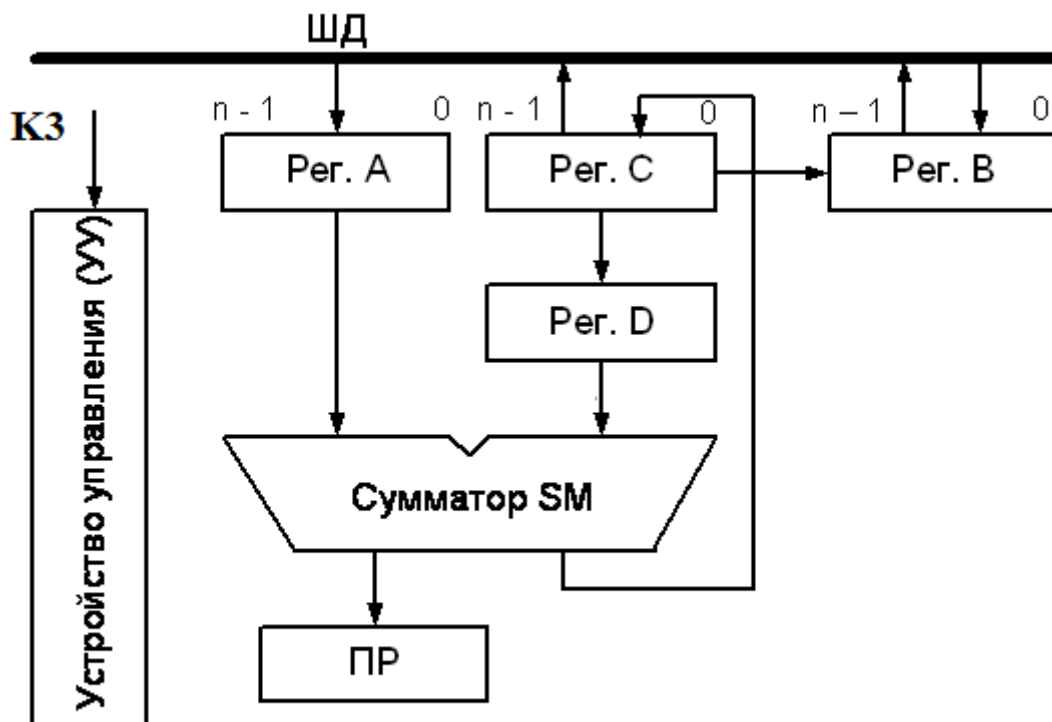 ШД
n - 1 0 n - 1 0 n – 1 0
КЗ
Рег. A Рег. C Рег. B
Устройство управления (УУ)
Рег. D
Сумматор SM
ПР